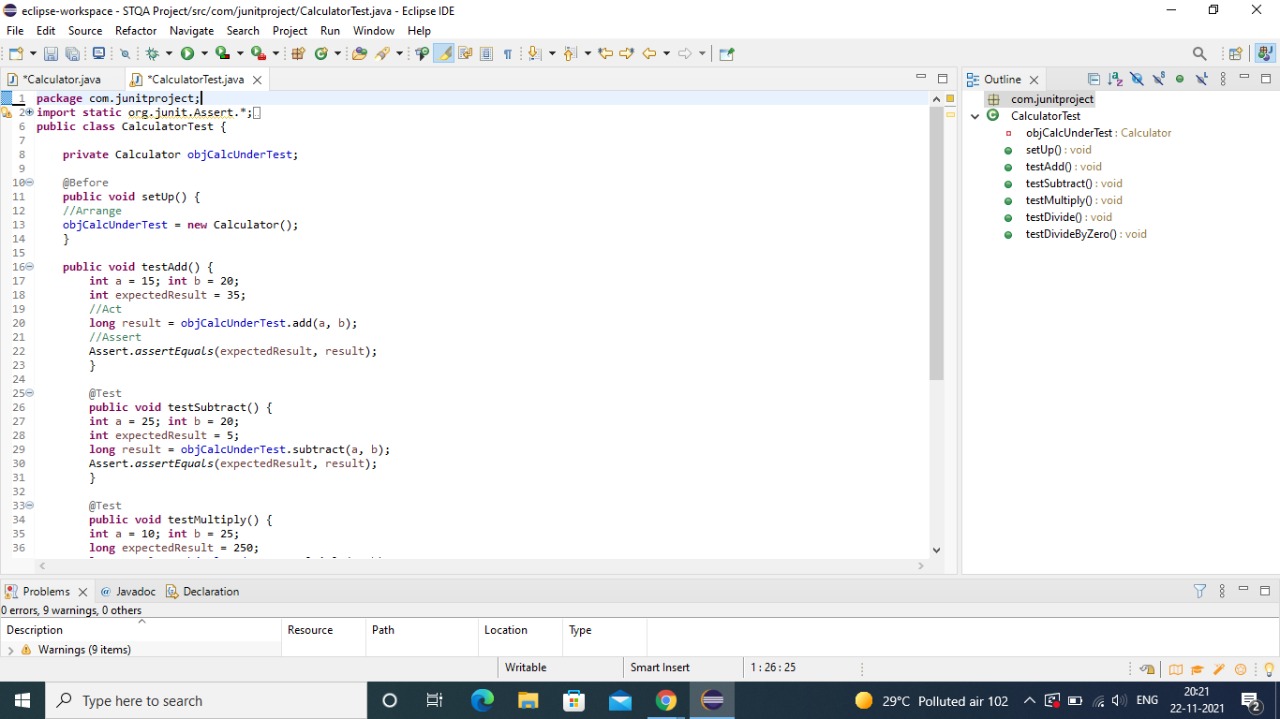 eclipse-workspace - STQA Project/src/com/junitproject/CalculatorTest.java - Eclipse IDE
File Edit Source Refactor Navigate Search Project Run Window Help
*Calculator.java
*CalculatorTest.java
1 package com.junitproject;
2 import static org.junit.Assert.*;
6 public class CalculatorTest {
7
8 private Calculator objCalcUnderTest;
9
10 @Before
11 public void setUp() {
12 //Arrange
13 objCalcUnderTest = new Calculator();
14 }
15
16 public void testAdd() {
17 int a = 15; int b = 20;
18 int expectedResult = 35;
19 //Act
20 long result = objCalcUnderTest.add(a, b);
21 //Assert
22 Assert.assertEquals(expectedResult, result);
23 }
24
25 @Test
26 public void testSubtract() {
27 int a = 25; int b = 20;
28 int expectedResult = 5;
29 long result = objCalcUnderTest.subtract(a, b);
30 Assert.assertEquals(expectedResult, result);
31 }
32
33 @Test
34 public void testMultiply() {
35 int a = 10; int b = 25;
36 long expectedResult = 250;
Outline
com.junitproject
CalculatorTest
objCalcUnderTest : Calculator
setUp() : void
testAdd() : void
testSubtract() : void
testMultiply() : void
testDivide() : void
testDivideByZero() : void
Problems
@ Javadoc
Declaration
0 errors, 9 warnings, 0 others
Description Resource Path Location Type
Warnings (9 items)
Writable
Smart Insert
1 : 26 : 25
Type here to search
29°C Polluted air 102
ENG
20:21
22-11-2021
2